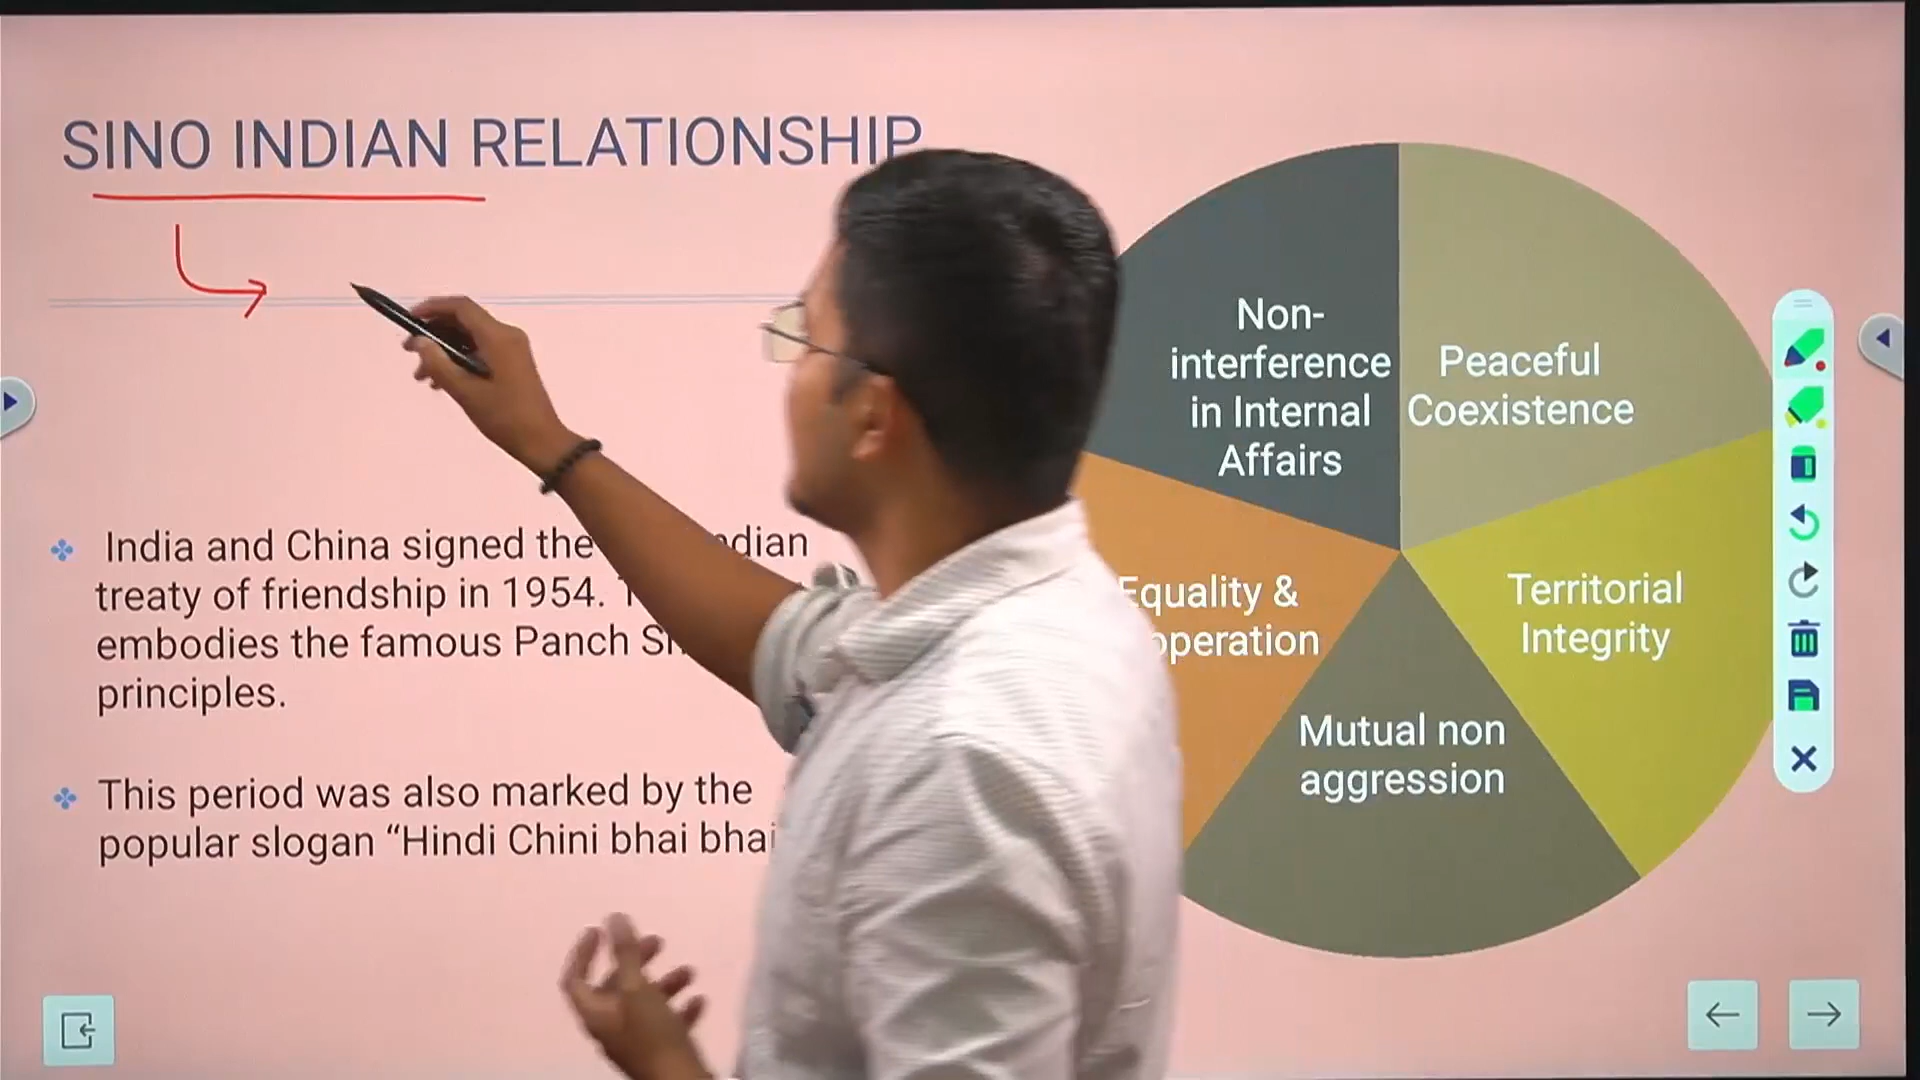 SINO INDIAN RELATIONSHIP
India and China signed the
treaty of friendship in 1954.
embodies the famous Panch
principles.
This period was also marked by the
popular slogan “Hindi Chini bhai bhai
Non-
interference
in Internal
Affairs
Peaceful
Coexistence
Equality &
Territorial
Integrity
Mutual non
aggression